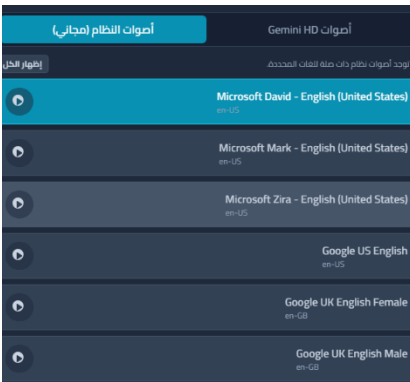 أصوات النظام (مجاني)
أصوات Gemini HD
توجد أصوات نظام ذات صلة للغات المحددة.
إظهار الكل
Microsoft David - English (United States)
en-US
Microsoft Mark - English (United States)
en-US
Microsoft Zira - English (United States)
en-US
Google US English
en-US
Google UK English Female
en-GB
Google UK English Male
en-GB